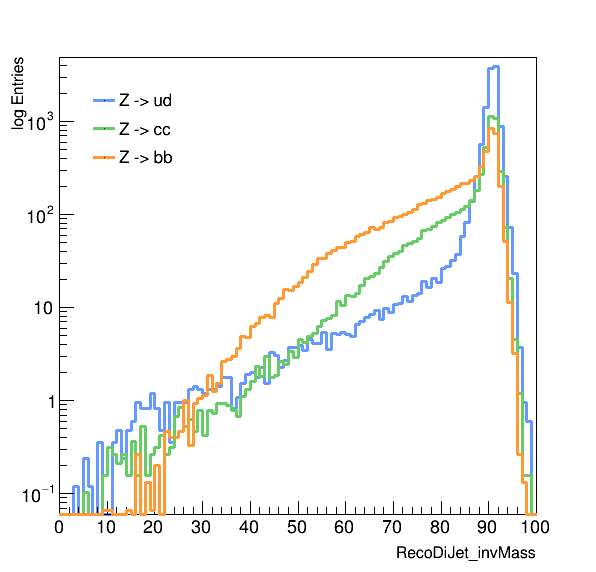 log Entries
Z -> ud
Z -> cc
Z -> bb
10³
10²
10
1
10⁻¹
0 10 20 30 40 50 60 70 80 90 100
RecoDiJet_invMass